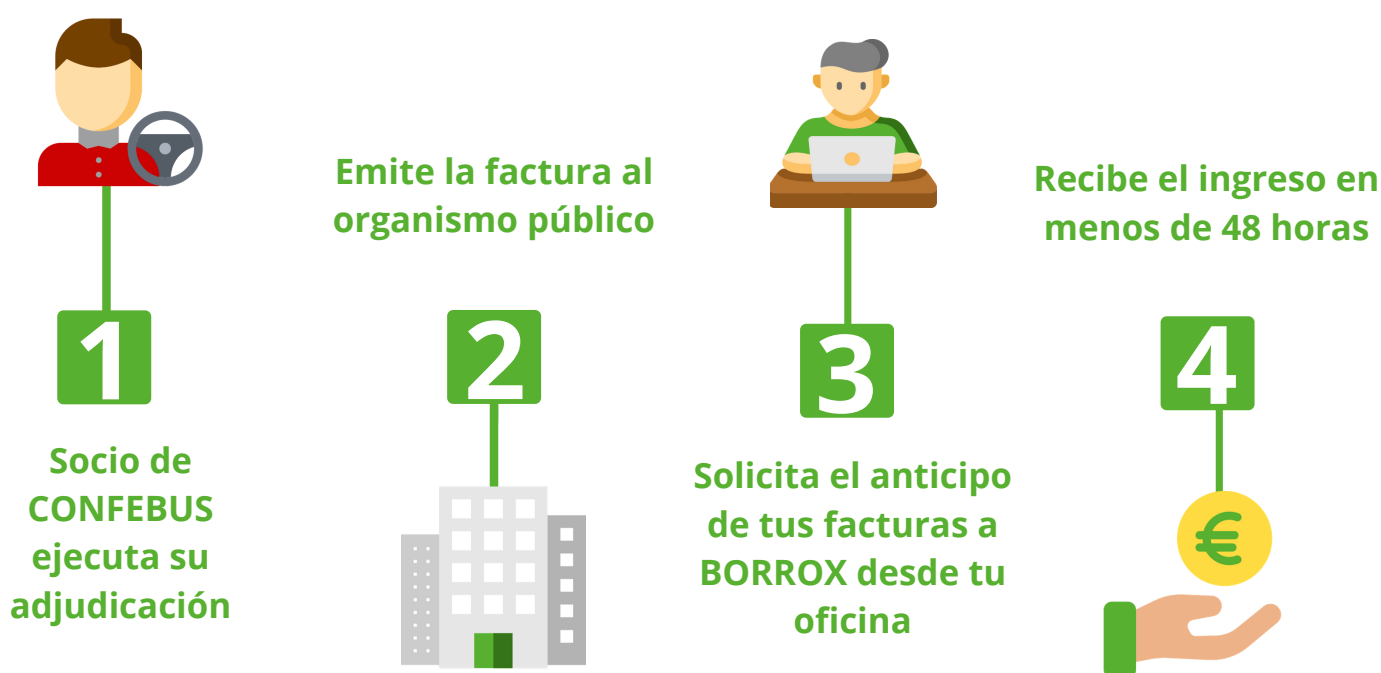 1
Socio de
CONFEBUS
ejecuta su
adjudicación
Emite la factura al
organismo público
2
3
Solicita el anticipo
de tus facturas a
BORROX desde tu
oficina
Recibe el ingreso en
menos de 48 horas
4
€